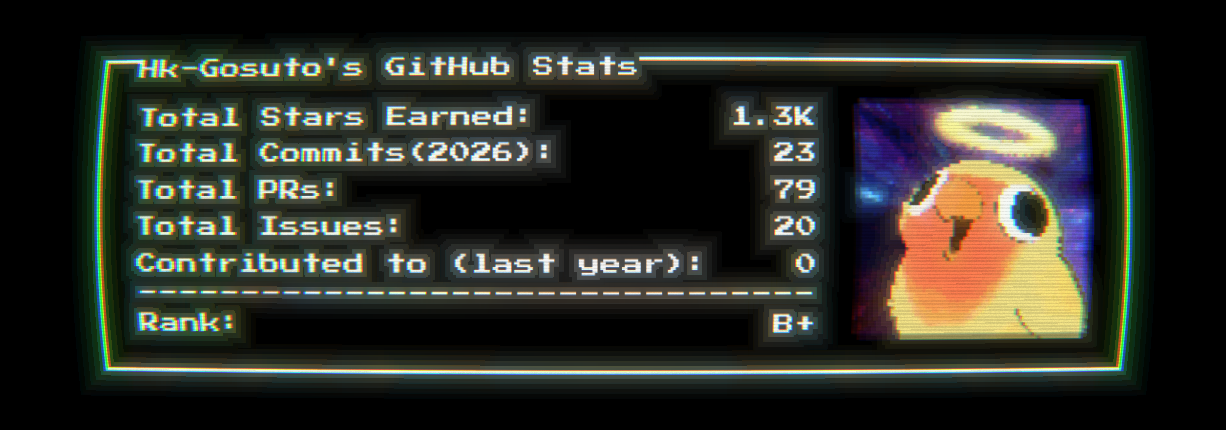 Hk-Gosuto's GitHub Stats
Total Stars Earned: 1.3K
Total Commits(2026): 23
Total PRs: 79
Total Issues: 20
Contributed to (last year): 0
---------------------------------
Rank: B+